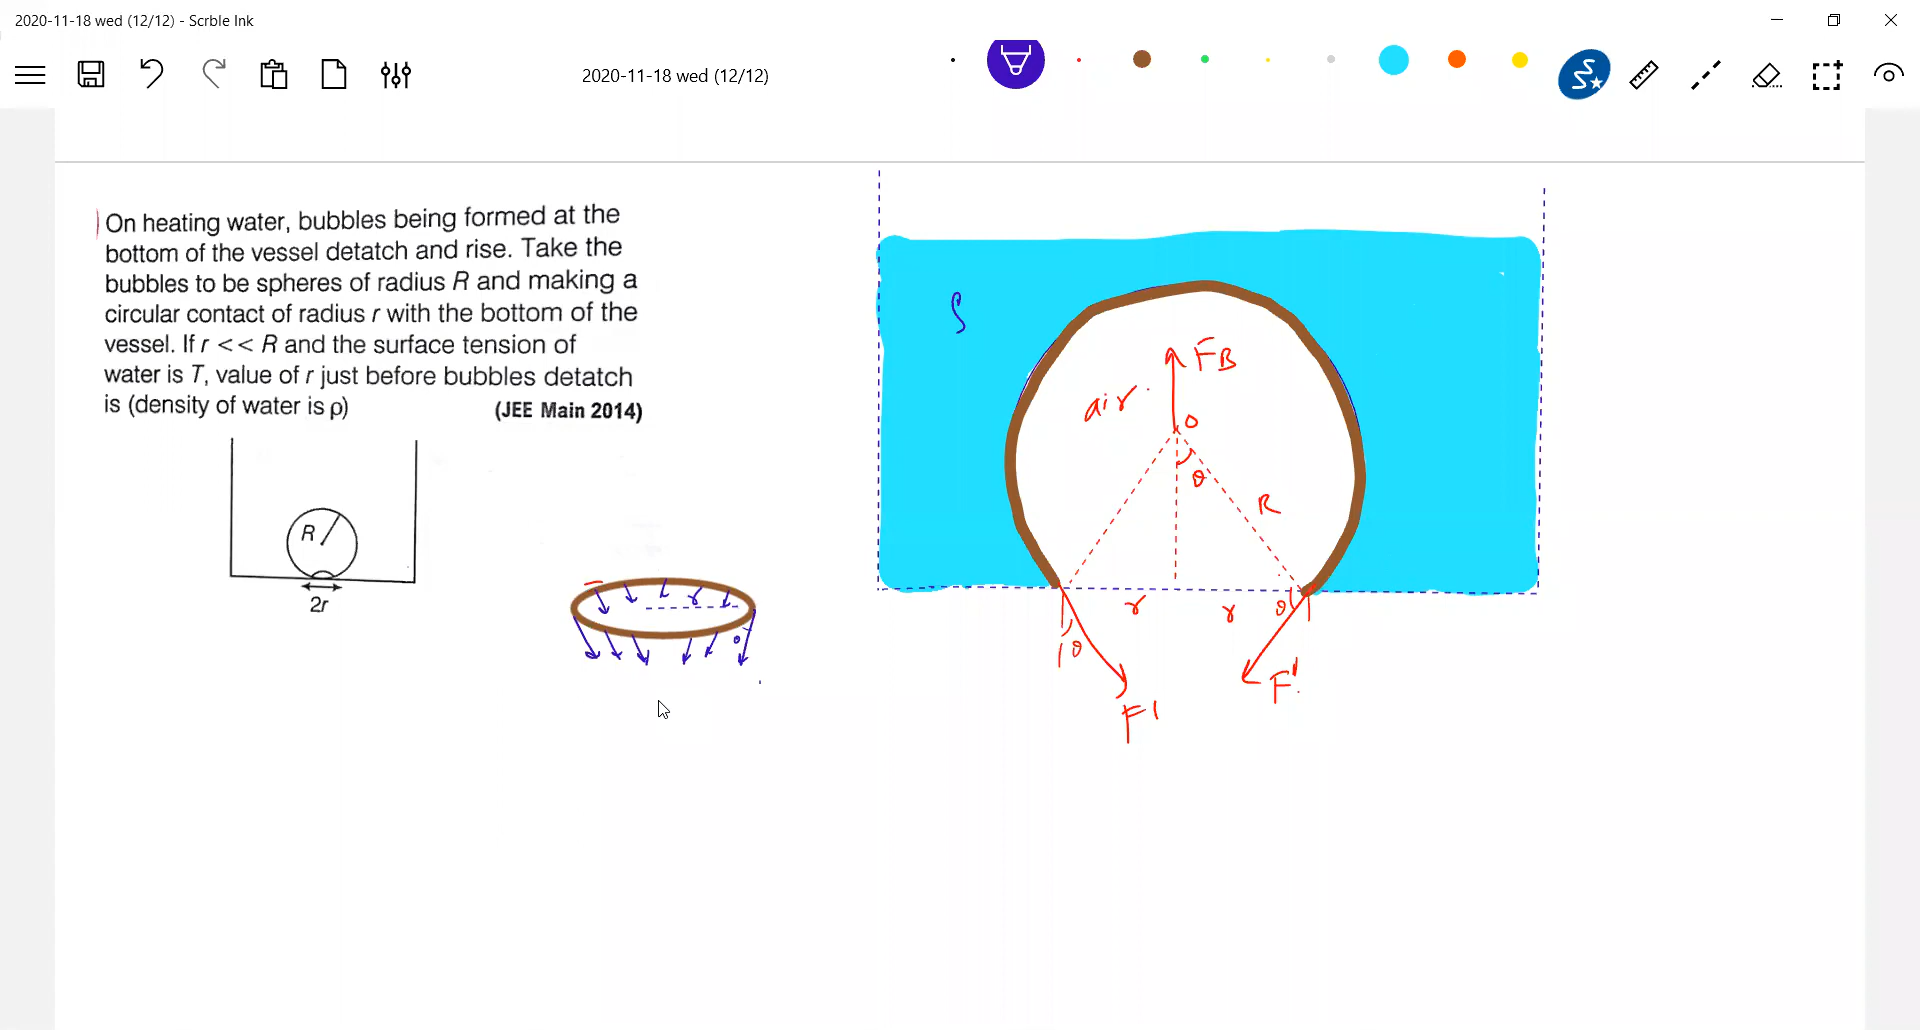 2020-11-18 wed (12/12) - Scrble Ink
2020-11-18 wed (12/12)
On heating water, bubbles being formed at the
bottom of the vessel detatch and rise. Take the
bubbles to be spheres of radius R and making a
circular contact of radius r with the bottom of the
vessel. If r << R and the surface tension of
water is T, value of r just before bubbles detatch
is (density of water is ρ) (JEE Main 2014)
R
2r
r
ρ
FB
air
O
θ
R
r
r
θ
θ
F'
F'